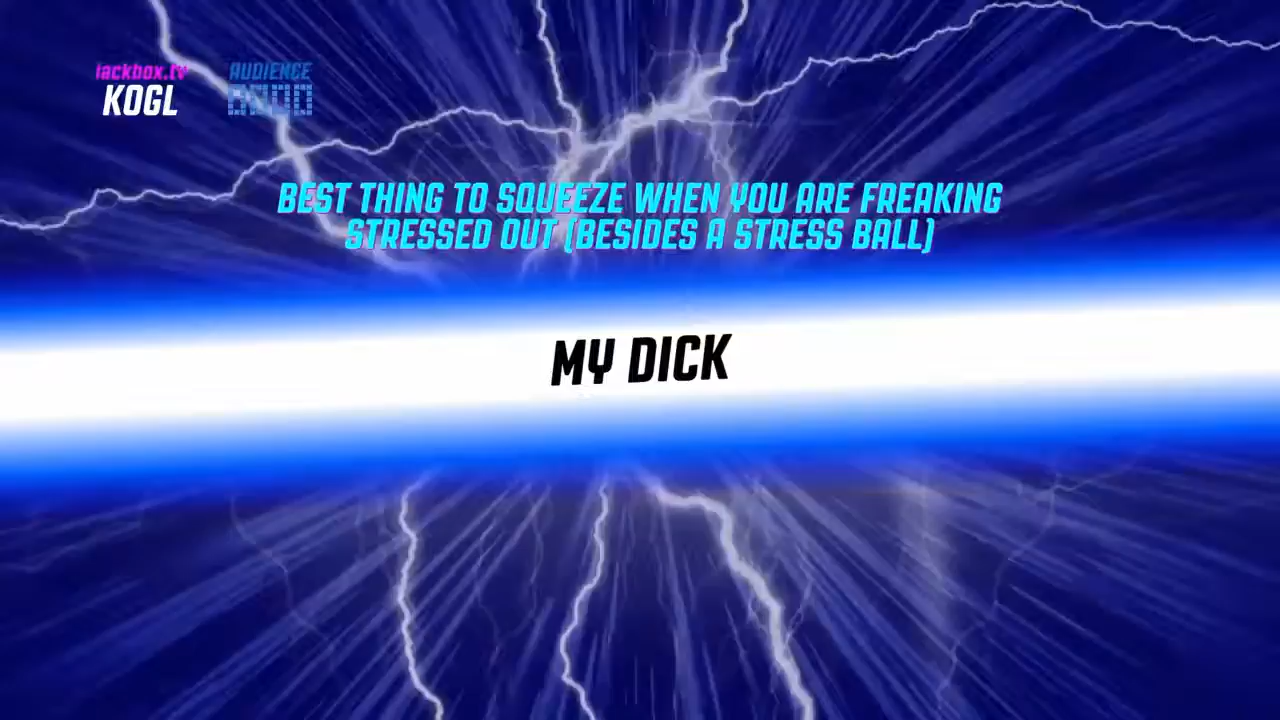 jackbox.tv
KOGL
AUDIENCE
BEST THING TO SQUEEZE WHEN YOU ARE FREAKING
STRESSED OUT (BESIDES A STRESS BALL)
MY DICK